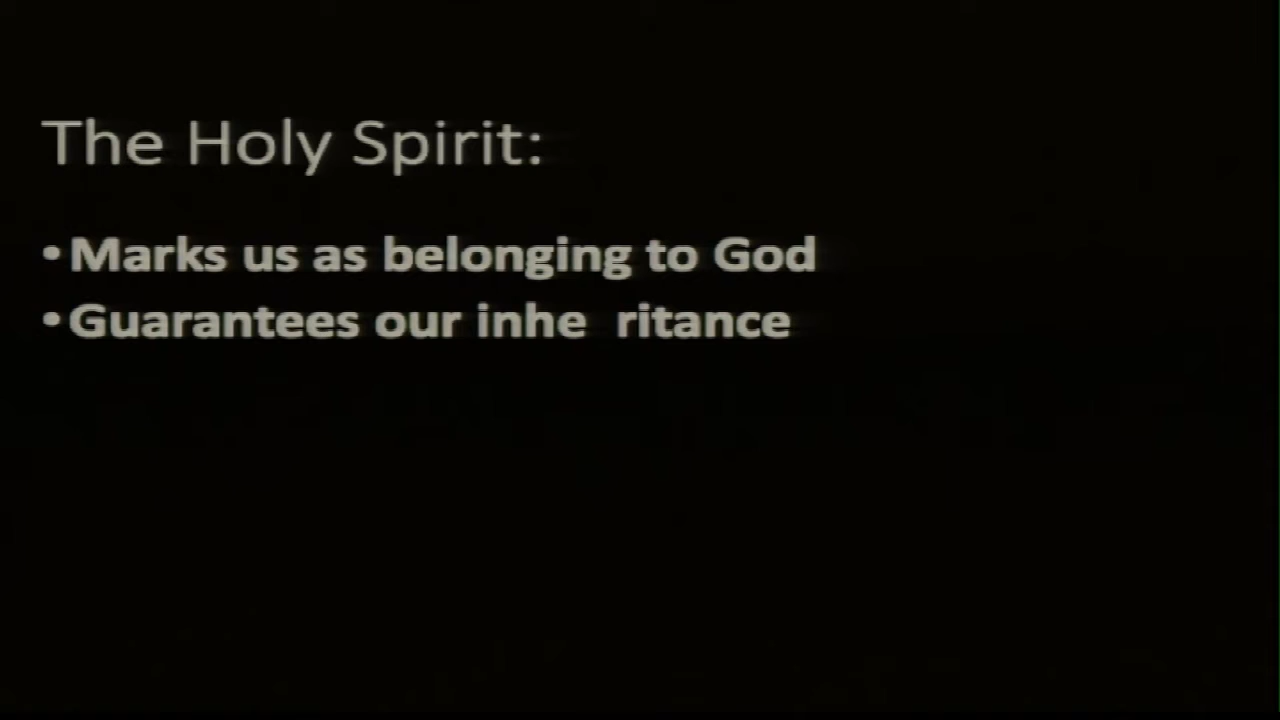 The Holy Spirit:
•Marks us as belonging to God
•Guarantees our inhe  ritance